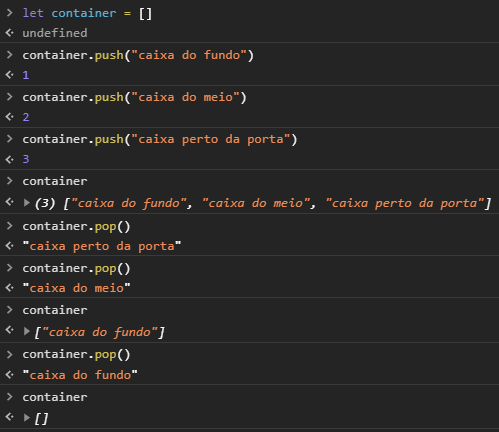 > let container = []
<· undefined
> container.push("caixa do fundo")
<· 1
> container.push("caixa do meio")
<· 2
> container.push("caixa perto da porta")
<· 3
> container
<· ▶ (3) ["caixa do fundo", "caixa do meio", "caixa perto da porta"]
> container.pop()
<· "caixa perto da porta"
> container.pop()
<· "caixa do meio"
> container
<· ▶ ["caixa do fundo"]
> container.pop()
<· "caixa do fundo"
> container
<· ▶ []